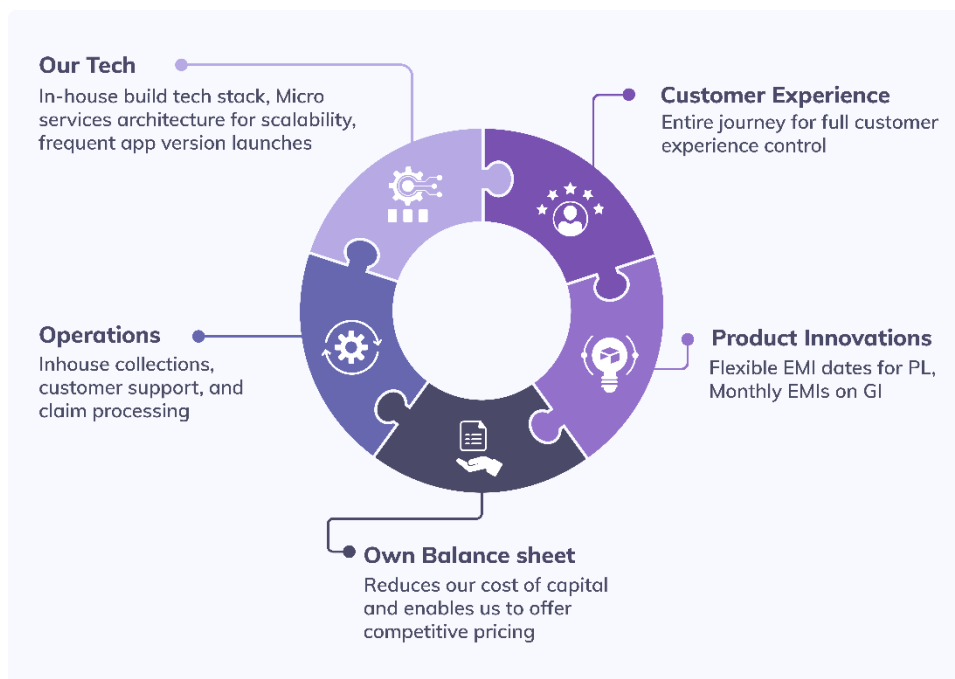 Our Tech
In-house build tech stack, Micro
services architecture for scalability,
frequent app version launches
Customer Experience
Entire journey for full customer
experience control
Operations
Inhouse collections,
customer support, and
claim processing
Product Innovations
Flexible EMI dates for PL,
Monthly EMIs on GI
Own Balance sheet
Reduces our cost of capital
and enables us to offer
competitive pricing